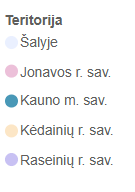 Teritorija
Šalyje
Jonavos r. sav.
Kauno m. sav.
Kėdainių r. sav.
Raseinių r. sav.